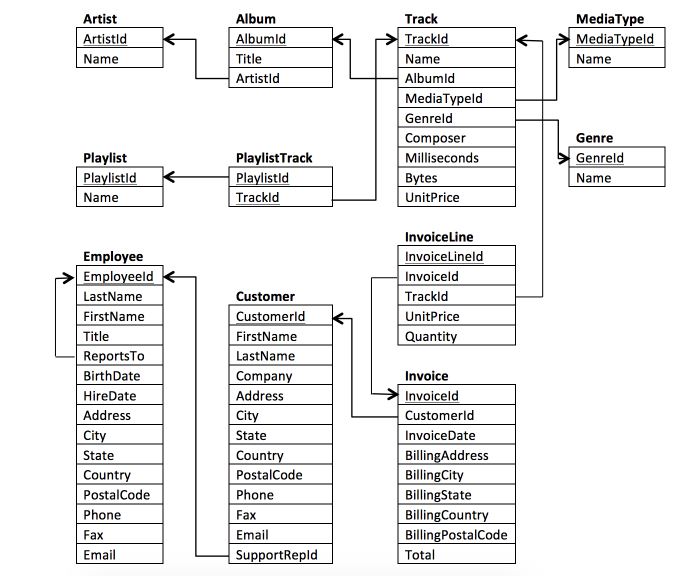 Artist
ArtistId
Name
Album
AlbumId
Title
ArtistId
Track
TrackId
Name
AlbumId
MediaTypeId
GenreId
Composer
Milliseconds
Bytes
UnitPrice
MediaType
MediaTypeId
Name
Genre
GenreId
Name
Playlist
PlaylistId
Name
PlaylistTrack
PlaylistId
TrackId
Employee
EmployeeId
LastName
FirstName
Title
ReportsTo
BirthDate
HireDate
Address
City
State
Country
PostalCode
Phone
Fax
Email
Customer
CustomerId
FirstName
LastName
Company
Address
City
State
Country
PostalCode
Phone
Fax
Email
SupportRepId
InvoiceLine
InvoiceLineId
InvoiceId
TrackId
UnitPrice
Quantity
Invoice
InvoiceId
CustomerId
InvoiceDate
BillingAddress
BillingCity
BillingState
BillingCountry
BillingPostalCode
Total